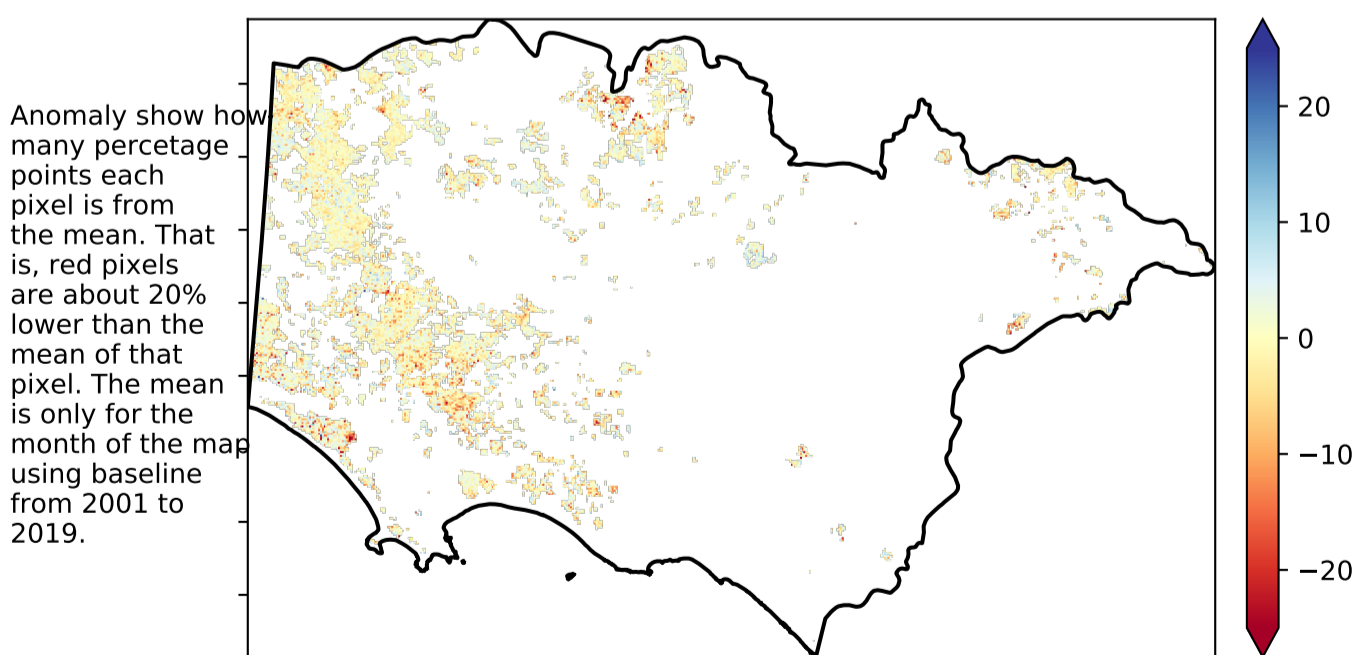 Anomaly show how
many percetage
points each
pixel is from
the mean. That
is, red pixels
are about 20%
lower than the
mean of that
pixel. The mean
is only for the
month of the map
using baseline
from 2001 to
2019.
20
10
0
−10
−20